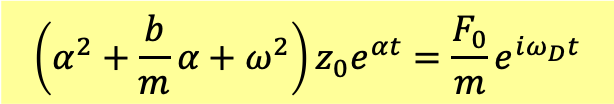 (α² + b/m α + ω²) z₀e^{αt} = F₀/m e^{iω_D t}